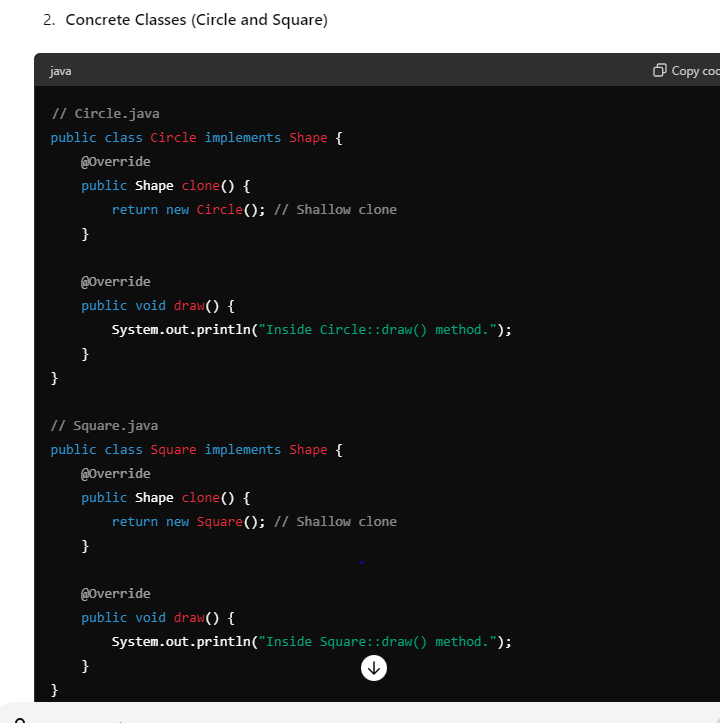 2. Concrete Classes (Circle and Square)
java
Copy cod
// Circle.java
public class Circle implements Shape {
    @Override
    public Shape clone() {
        return new Circle(); // Shallow clone
    }

    @Override
    public void draw() {
        System.out.println("Inside Circle::draw() method.");
    }
}

// Square.java
public class Square implements Shape {
    @Override
    public Shape clone() {
        return new Square(); // Shallow clone
    }

    @Override
    public void draw() {
        System.out.println("Inside Square::draw() method.");
    }
}